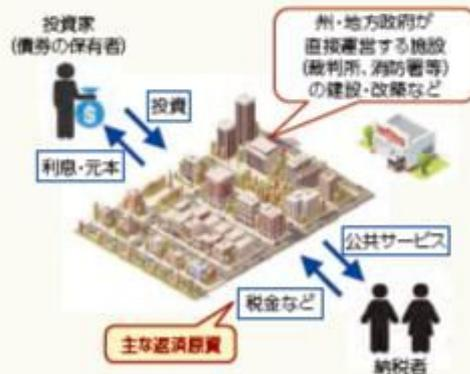 投資家
(債券の保有者)
州・地方政府が
直接運営する施設
(裁判所、消防署等)
の建設・改築など
投資
利息・元本
公共サービス
税金など
主な返済原資
納税者